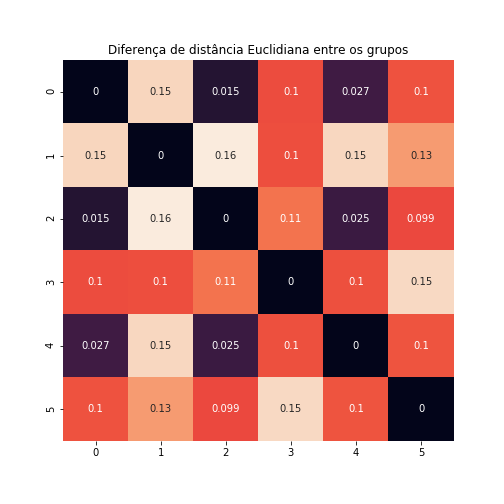 Diferença de distância Euclidiana entre os grupos
0 0 0.15 0.015 0.1 0.027 0.1
1 0.15 0 0.16 0.1 0.15 0.13
2 0.015 0.16 0 0.11 0.025 0.099
3 0.1 0.1 0.11 0 0.1 0.15
4 0.027 0.15 0.025 0.1 0 0.1
5 0.1 0.13 0.099 0.15 0.1 0
0 1 2 3 4 5